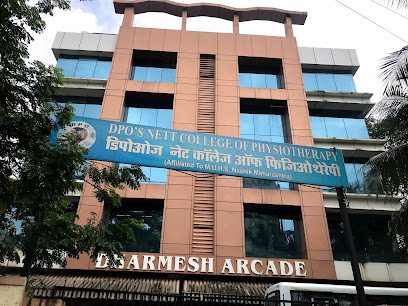 DPO'S NETT COLLEGE OF PHYSIOTHERAPY
डिपीओज नेट कॉलेज ऑफ फिजिओथेरेपी
(Affiliated To M.U.H.S, Nashik Maharashtra)
DHARMESH ARCADE